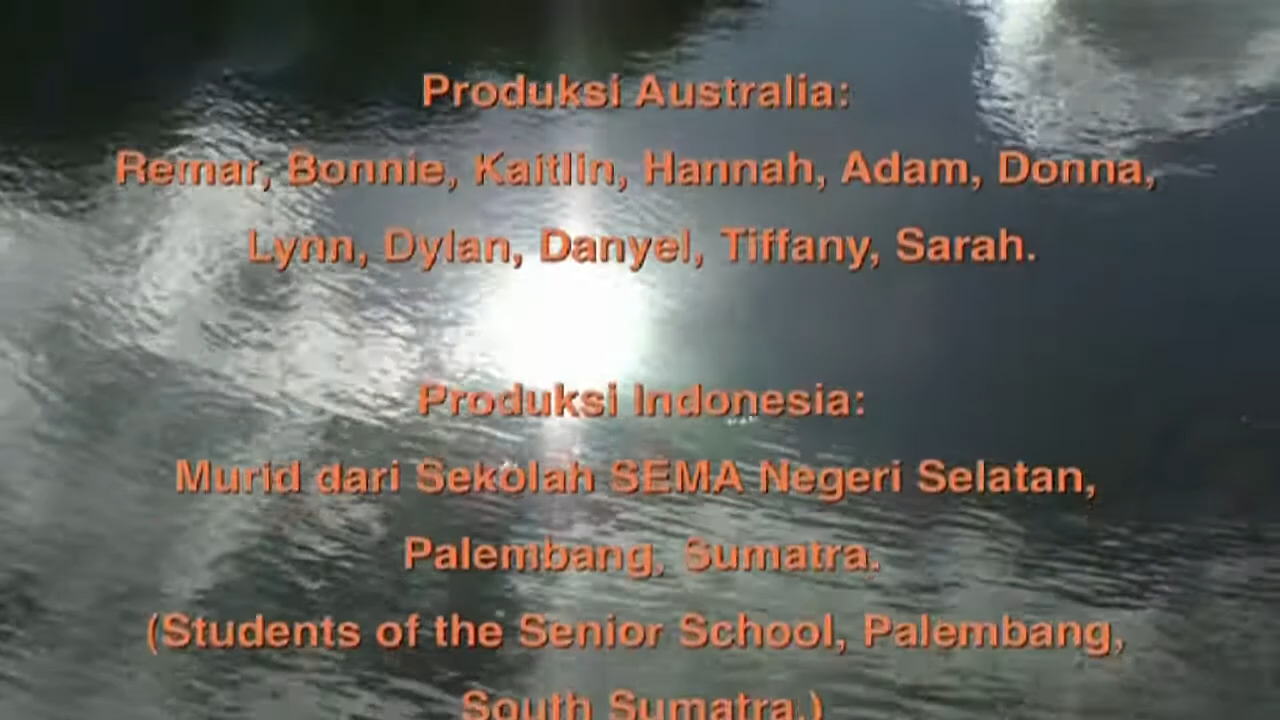 Produksi Australia:
Remar, Bonnie, Kaitlin, Hannah, Adam, Donna,
Lynn, Dylan, Danyel, Tiffany, Sarah.
Produksi Indonesia:
Murid dari Sekolah SEMA Negeri Selatan,
Palembang, Sumatra.
(Students of the Senior School, Palembang,
South Sumatra.)